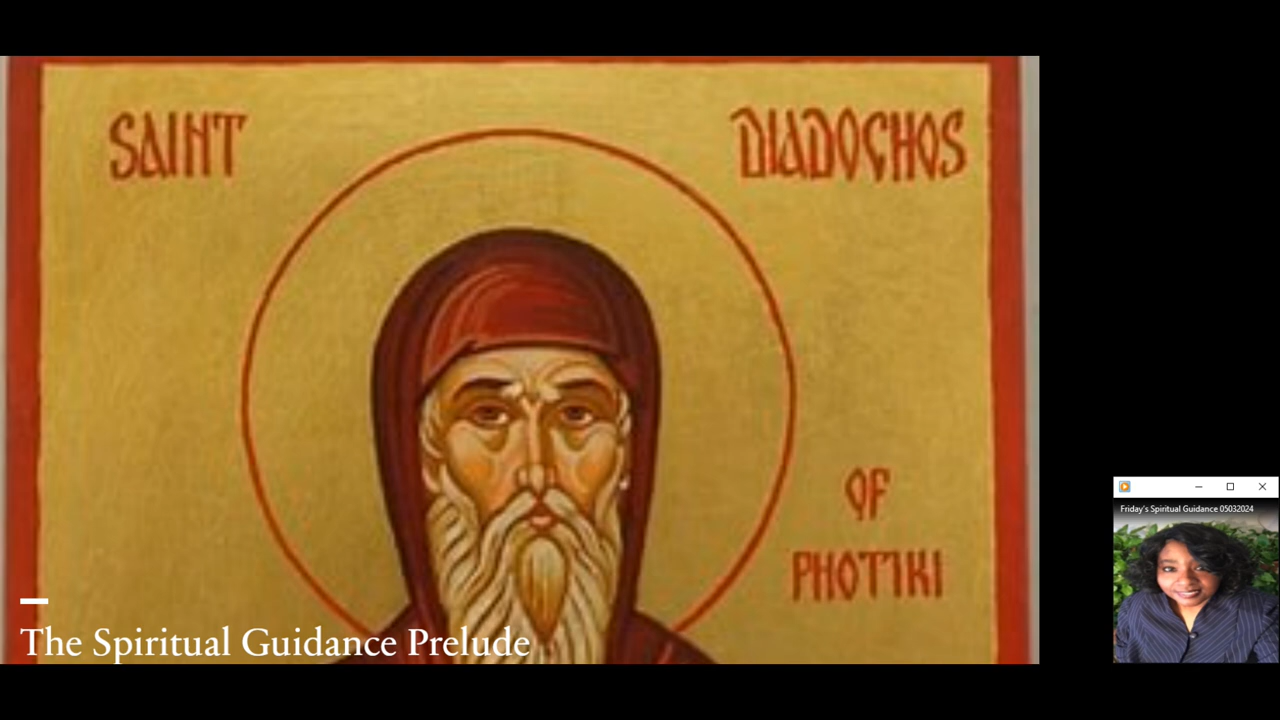 SAINT
DIADOCHOS
OF
PHOTIKI
The Spiritual Guidance Prelude
Friday's Spiritual Guidance 05032024